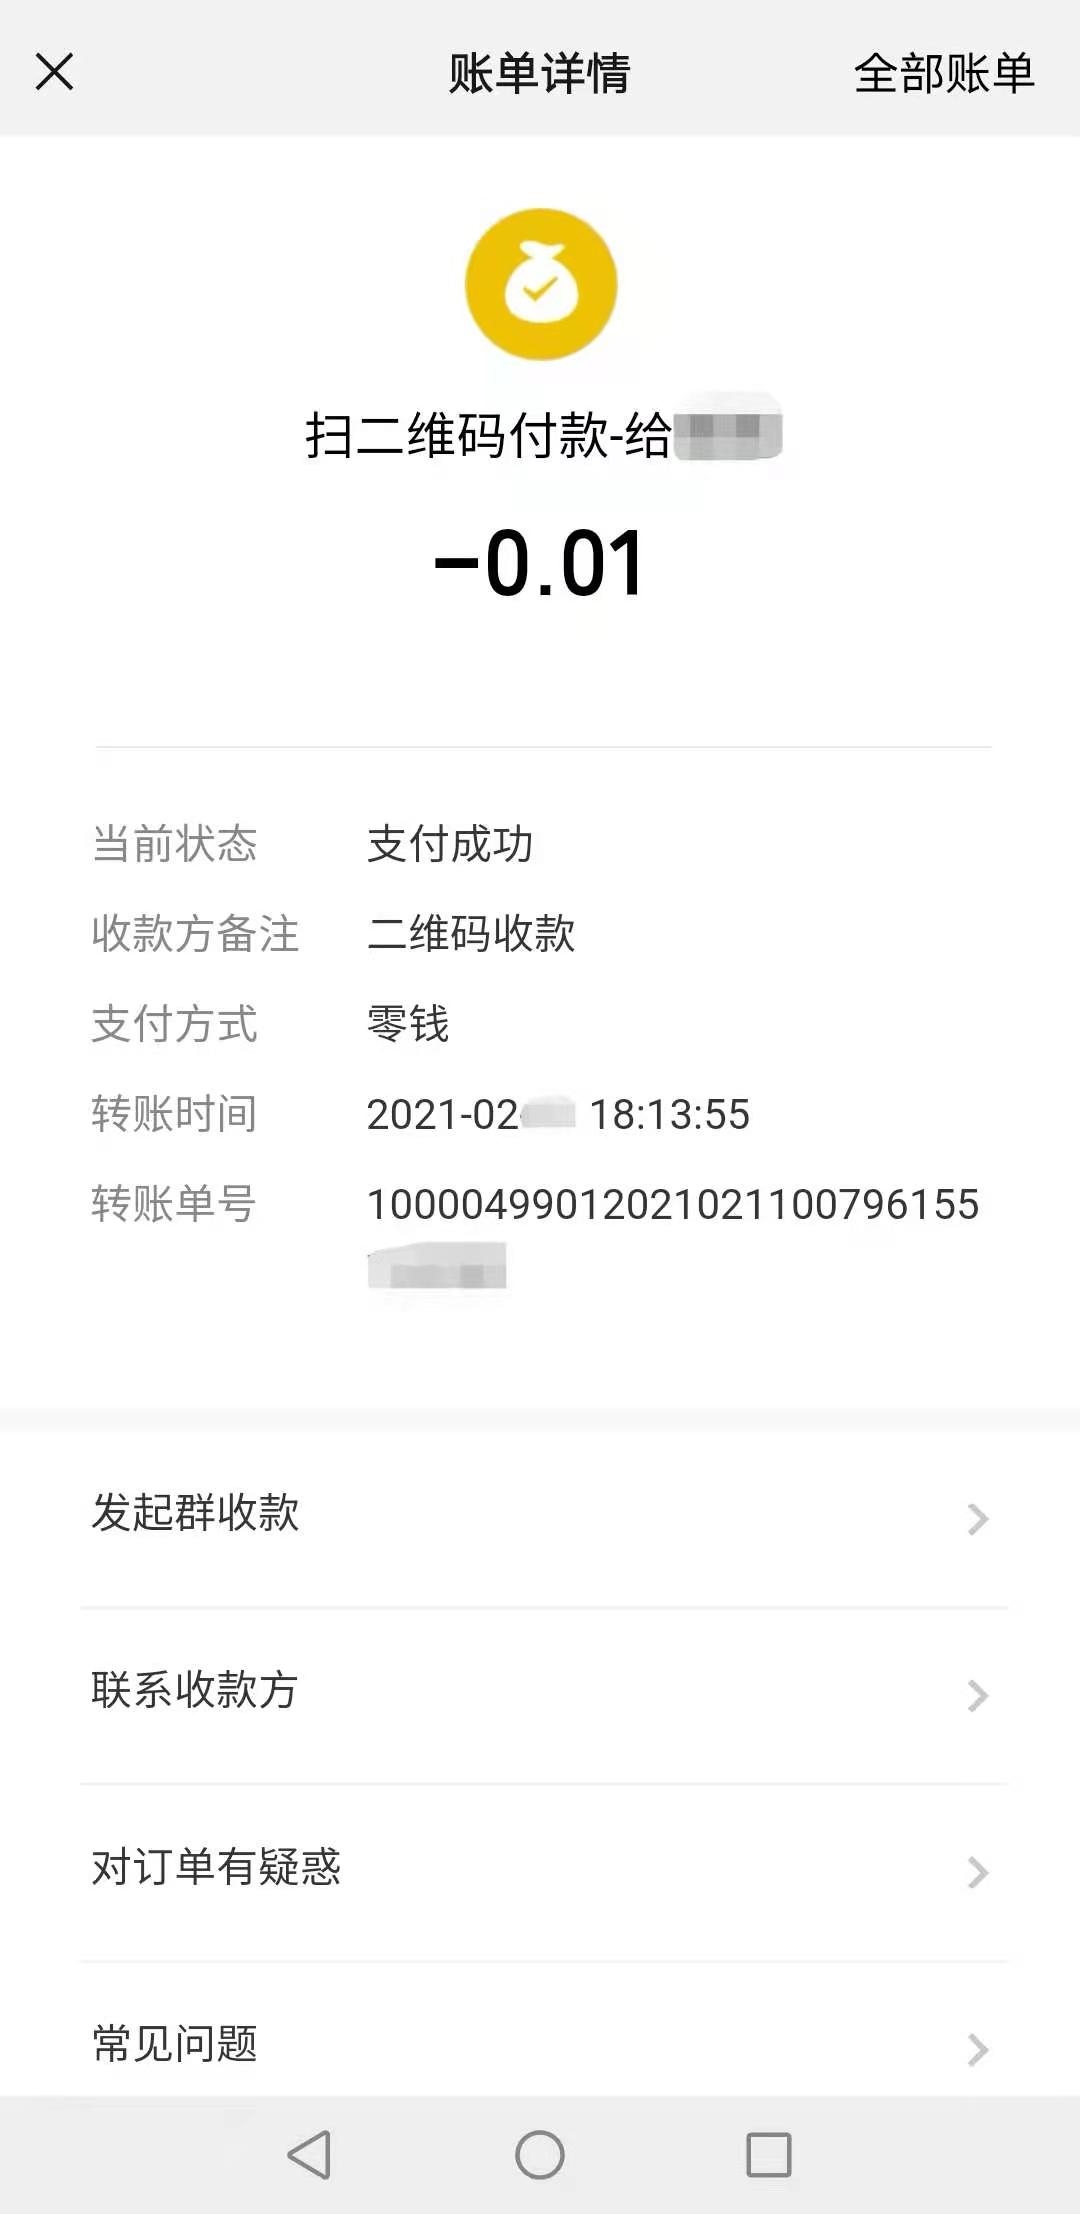 账单详情
全部账单
扫二维码付款-给
-0.01
当前状态 支付成功
收款方备注 二维码收款
支付方式 零钱
转账时间 2021-02- 18:13:55
转账单号 10000499012021021100796155
发起群收款
联系收款方
对订单有疑惑
常见问题